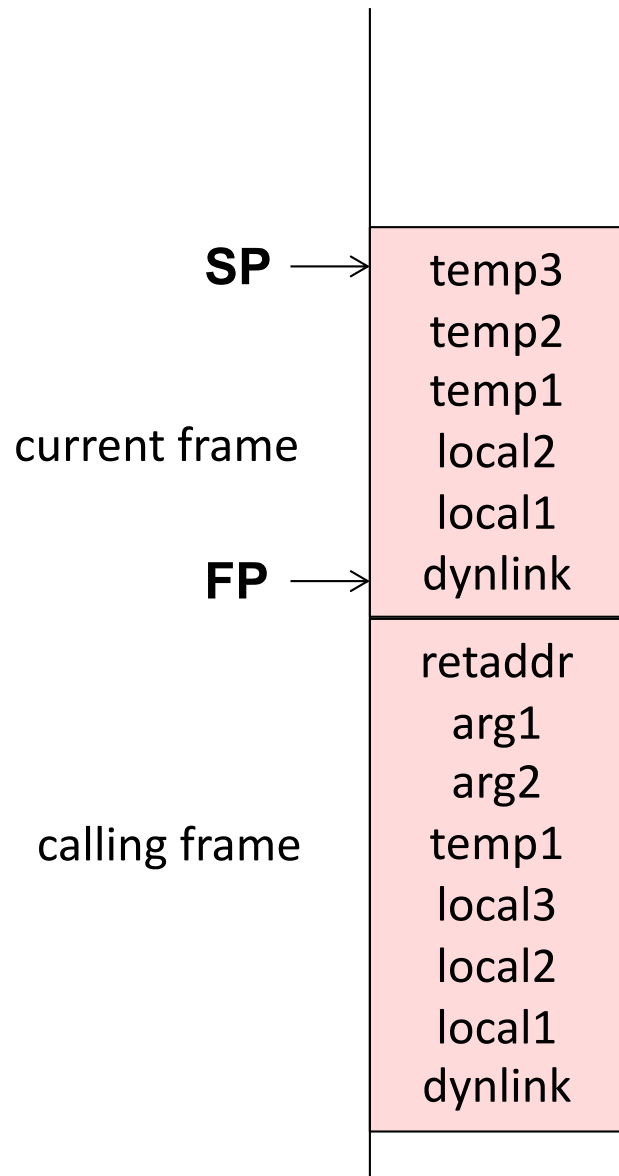 SP
temp3
temp2
temp1
current frame
local2
local1
FP
dynlink
retaddr
arg1
arg2
calling frame
temp1
local3
local2
local1
dynlink